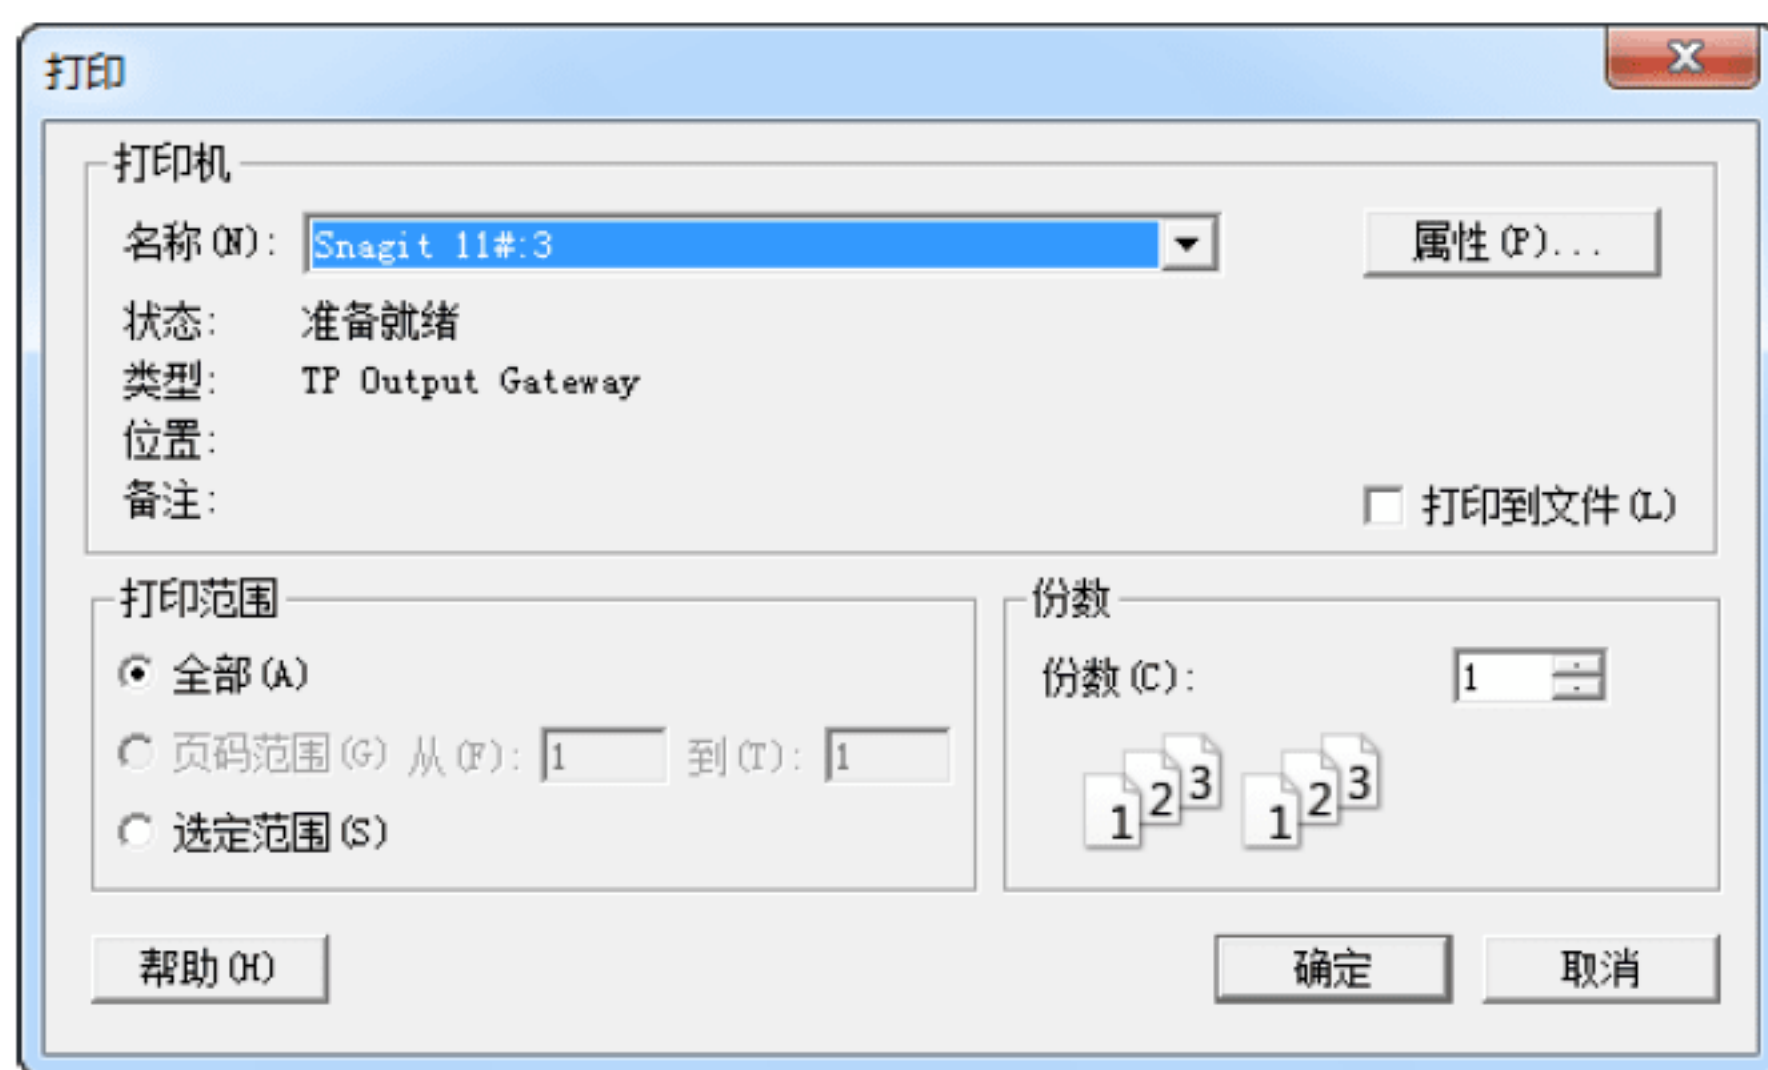 打印
打印机
名称(N): Snagit 11#:3 属性(P)...
状态: 准备就绪
类型: TP Output Gateway
位置:
备注: 打印到文件(L)
打印范围
全部(A)
页码范围(G) 从(F): 1 到(T): 1
选定范围(S)
份数
份数(C): 1
1 2 3 1 2 3
帮助(H) 确定 取消